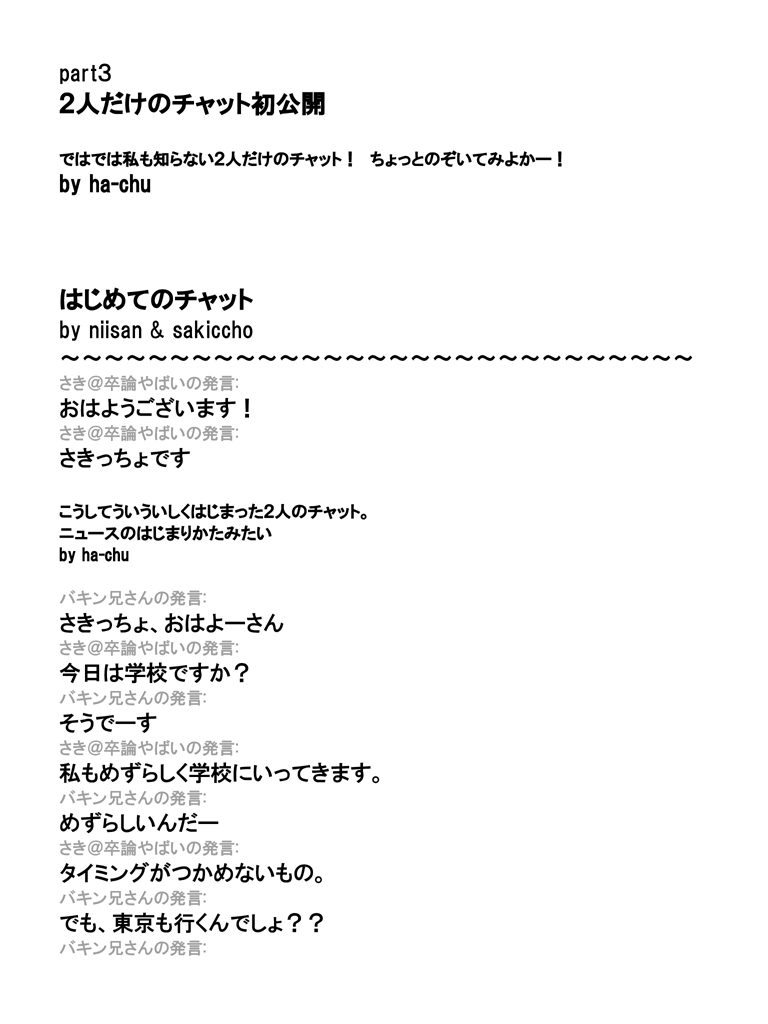 part３
２人だけのチャット初公開
ではでは私も知らない２人だけのチャット！　ちょっとのぞいてみよかー！
by ha-chu
はじめてのチャット
by niisan & sakiccho
～～～～～～～～～～～～～～～～～～～～～～～～～～～～～
さき＠卒論やばいの発言:
おはようございます！
さき＠卒論やばいの発言:
さきっちょです
こうしてういういしくはじまった２人のチャット。
ニュースのはじまりかたみたい
by ha-chu
バキン兄さんの発言:
さきっちょ、おはよーさん
さき＠卒論やばいの発言:
今日は学校ですか？
バキン兄さんの発言:
そうでーす
さき＠卒論やばいの発言:
私もめずらしく学校にいってきます。
バキン兄さんの発言:
めずらしいんだー
さき＠卒論やばいの発言:
タイミングがつかめないもの。
バキン兄さんの発言:
でも、東京も行くんでしょ？？
バキン兄さんの発言: